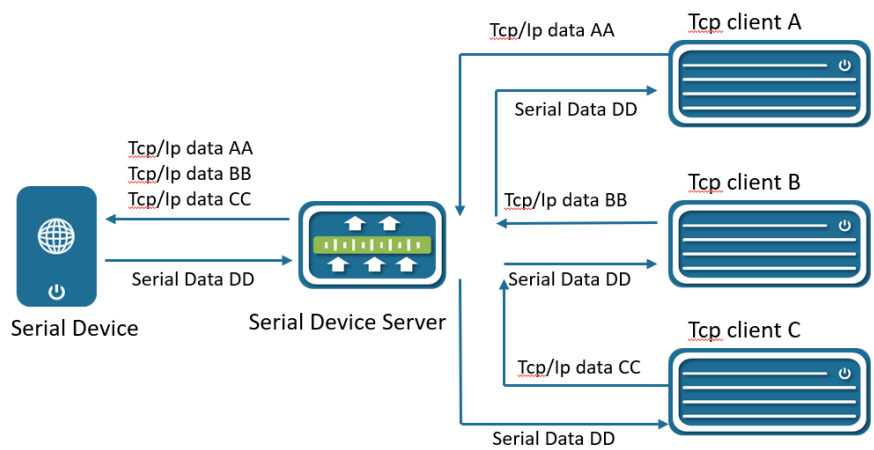 Tcp client A
Tcp/Ip data AA
Serial Data DD
Tcp/Ip data AA
Tcp/Ip data BB
Tcp/Ip data CC
Serial Data DD
Serial Device
Serial Device Server
Tcp client B
Tcp/Ip data BB
Serial Data DD
Tcp client C
Tcp/Ip data CC
Serial Data DD